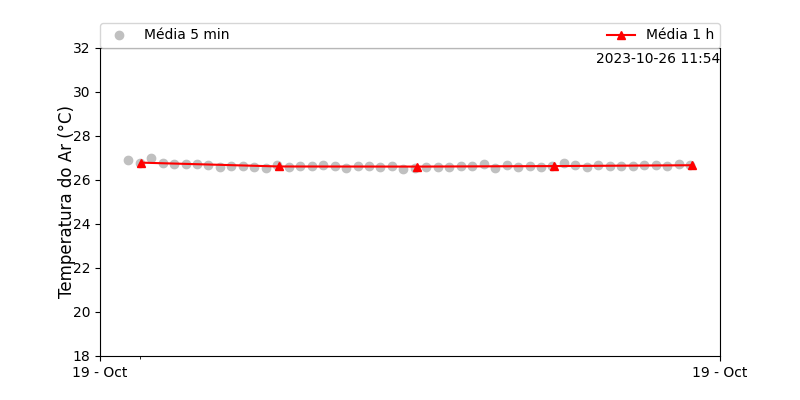 Média 5 min
Média 1 h
2023-10-26 11:54
Temperatura do Ar (°C)
32
30
28
26
24
22
20
18
19 - Oct
19 - Oct